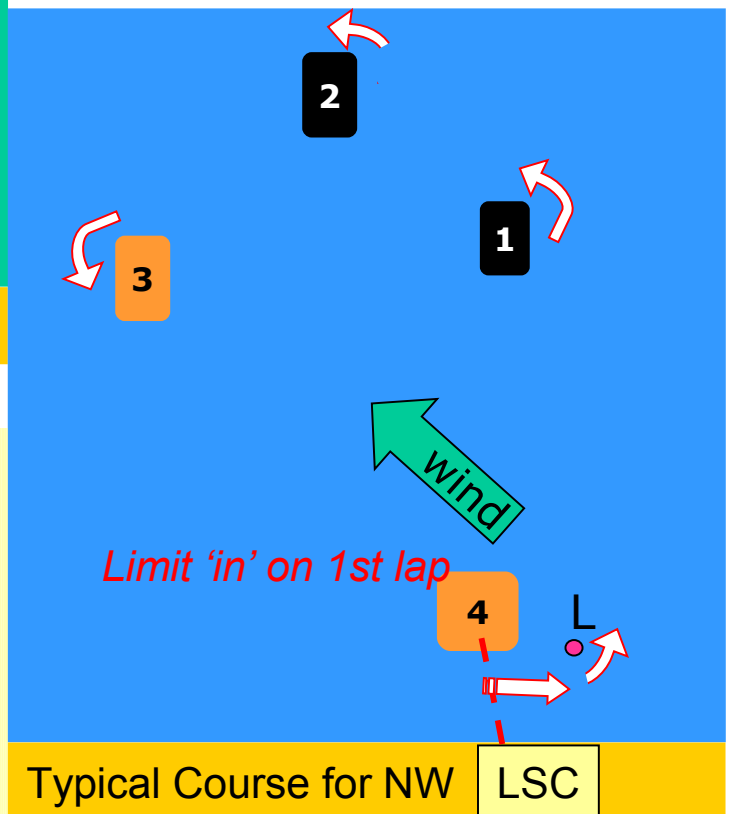 2
1
3
wind
Limit ‘in’ on 1st lap
4
L
Typical Course for NW
LSC